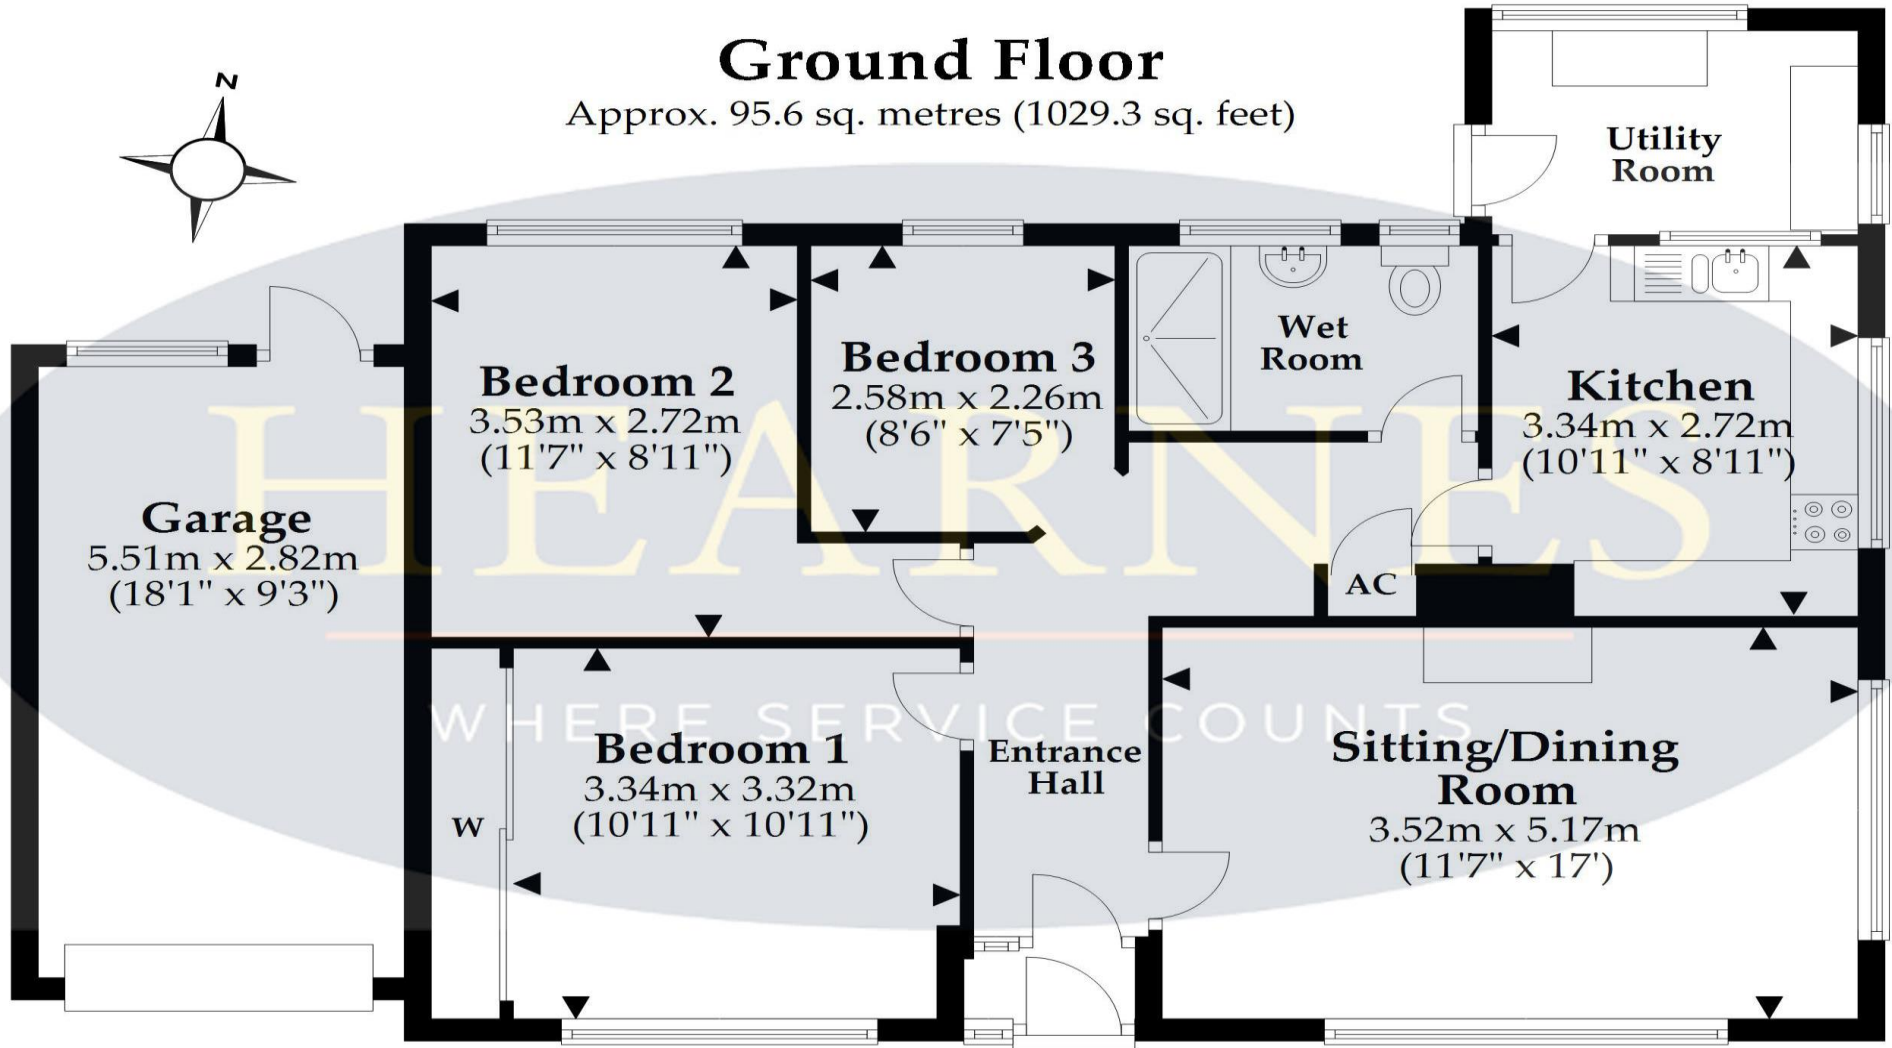 Ground Floor
Approx. 95.6 sq. metres (1029.3 sq. feet)
N
Utility
Room
Wet
Room
Bedroom 3
2.58m x 2.26m
(8'6" x 7'5")
Bedroom 2
3.53m x 2.72m
(11'7" x 8'11")
Kitchen
3.34m x 2.72m
(10'11" x 8'11")
HEARNES
Garage
5.51m x 2.82m
(18'1" x 9'3")
AC
WHERE SERVICE COUNTS
Bedroom 1
3.34m x 3.32m
(10'11" x 10'11")
W
Entrance
Hall
Sitting/Dining
Room
3.52m x 5.17m
(11'7" x 17')